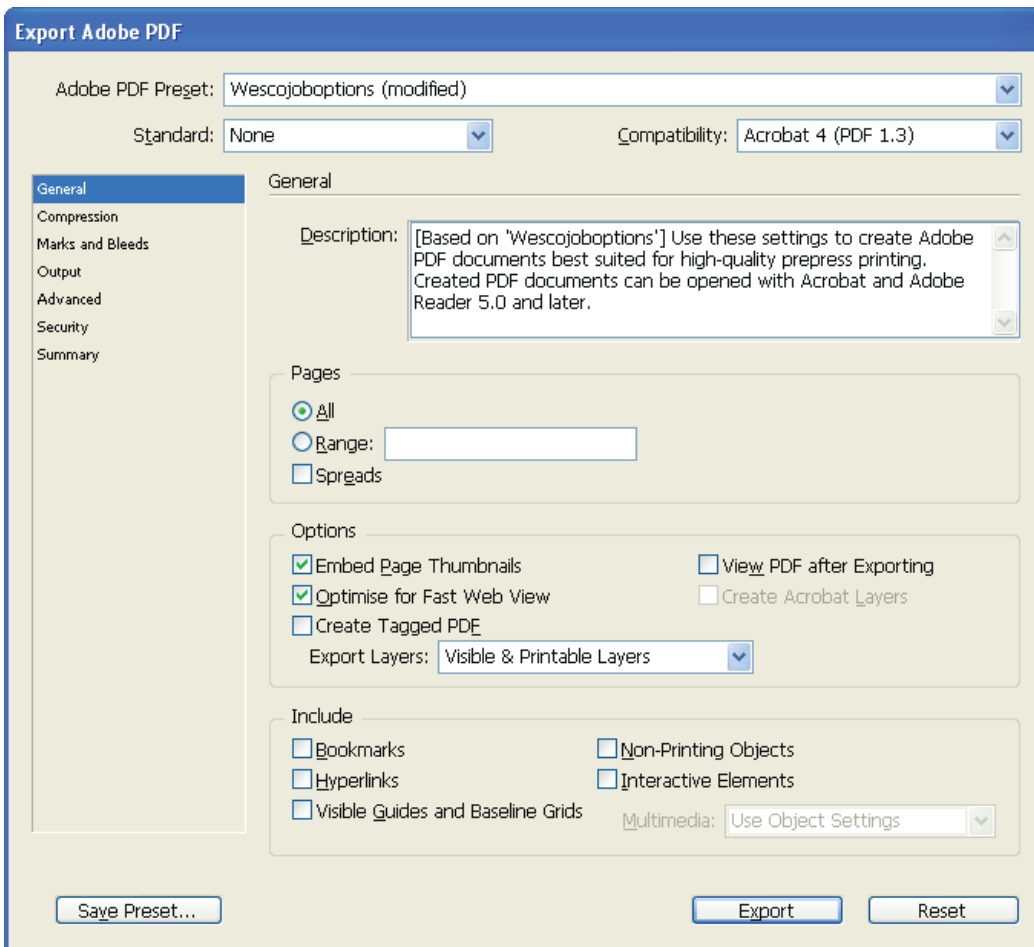 Export Adobe PDF
Adobe PDF Preset: Wescojoboptions (modified)
Standard: None Compatibility: Acrobat 4 (PDF 1.3)
General
Compression
Marks and Bleeds
Output
Advanced
Security
Summary
General
Description: [Based on 'Wescojoboptions'] Use these settings to create Adobe
PDF documents best suited for high-quality prepress printing.
Created PDF documents can be opened with Acrobat and Adobe
Reader 5.0 and later.
Pages
All
Range:
Spreads
Options
Embed Page Thumbnails View PDF after Exporting
Optimise for Fast Web View Create Acrobat Layers
Create Tagged PDF
Export Layers: Visible & Printable Layers
Include
Bookmarks Non-Printing Objects
Hyperlinks Interactive Elements
Visible Guides and Baseline Grids Multimedia: Use Object Settings
Save Preset... Export Reset